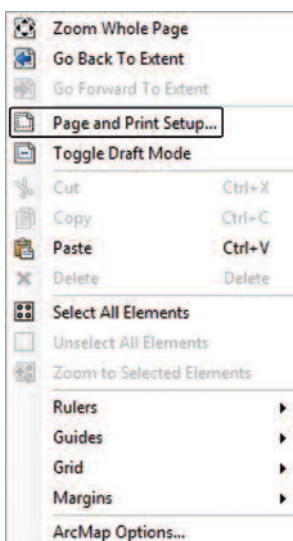 Zoom Whole Page
Go Back To Extent
Go Forward To Extent
Page and Print Setup...
Toggle Draft Mode
Cut Ctrl+X
Copy Ctrl+C
Paste Ctrl+V
Delete Delete
Select All Elements
Unselect All Elements
Zoom to Selected Elements
Rulers
Guides
Grid
Margins
ArcMap Options...